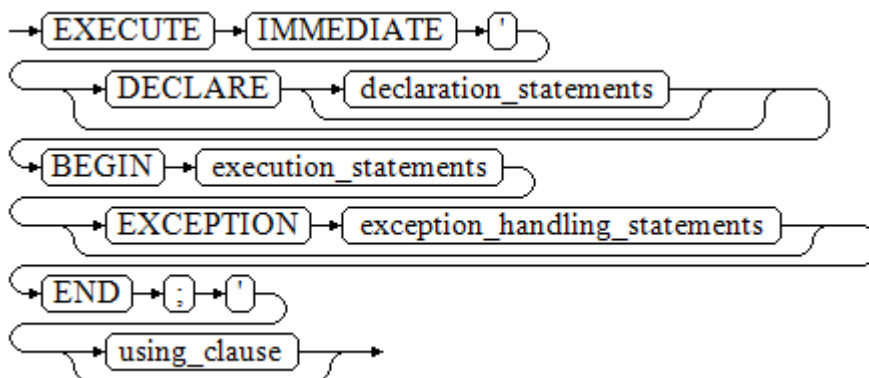 EXECUTE IMMEDIATE '
DECLARE declaration_statements
BEGIN execution_statements
EXCEPTION exception_handling_statements
END ; '
using_clause